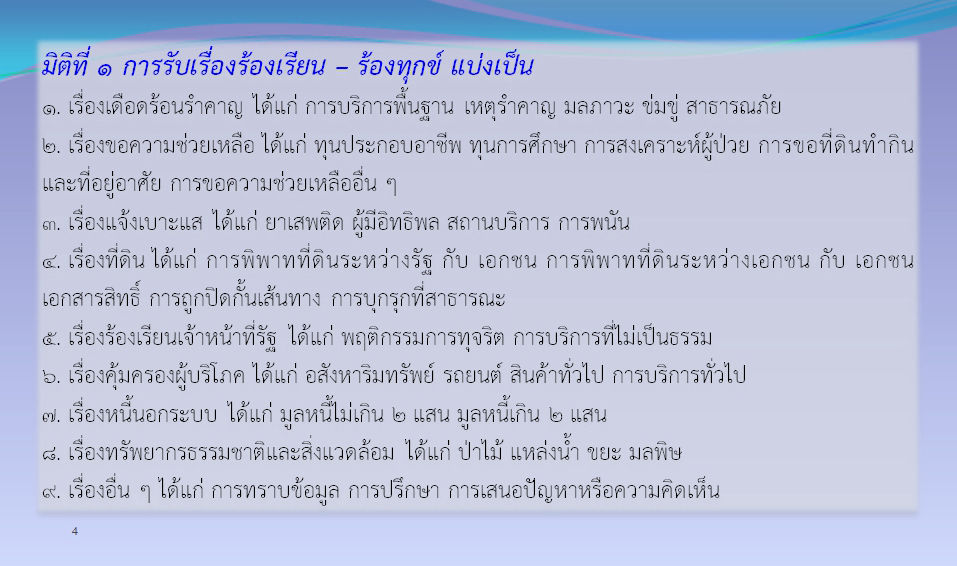 มิติที่ ๑ การรับเรื่องร้องเรียน – ร้องทุกข์ แบ่งเป็น
๑. เรื่องเดือดร้อนรำคาญ ได้แก่ การบริการพื้นฐาน เหตุรำคาญ มลภาวะ ข่มขู่ สาธารณภัย
๒. เรื่องขอความช่วยเหลือ ได้แก่ ทุนประกอบอาชีพ ทุนการศึกษา การสงเคราะห์ผู้ป่วย การขอที่ดินทำกิน
และที่อยู่อาศัย การขอความช่วยเหลืออื่น ๆ
๓. เรื่องแจ้งเบาะแส ได้แก่ ยาเสพติด ผู้มีอิทธิพล สถานบริการ การพนัน
๔. เรื่องที่ดิน ได้แก่ การพิพาทที่ดินระหว่างรัฐ กับ เอกชน การพิพาทที่ดินระหว่างเอกชน กับ เอกชน
เอกสารสิทธิ์ การถูกปิดกั้นเส้นทาง การบุกรุกที่สาธารณะ
๕. เรื่องร้องเรียนเจ้าหน้าที่รัฐ ได้แก่ พฤติกรรมการทุจริต การบริการที่ไม่เป็นธรรม
๖. เรื่องคุ้มครองผู้บริโภค ได้แก่ อสังหาริมทรัพย์ รถยนต์ สินค้าทั่วไป การบริการทั่วไป
๗. เรื่องหนี้นอกระบบ ได้แก่ มูลหนี้ไม่เกิน ๒ แสน มูลหนี้เกิน ๒ แสน
๘. เรื่องทรัพยากรธรรมชาติและสิ่งแวดล้อม ได้แก่ ป่าไม้ แหล่งน้ำ ขยะ มลพิษ
๙. เรื่องอื่น ๆ ได้แก่ การทราบข้อมูล การปรึกษา การเสนอปัญหาหรือความคิดเห็น
4